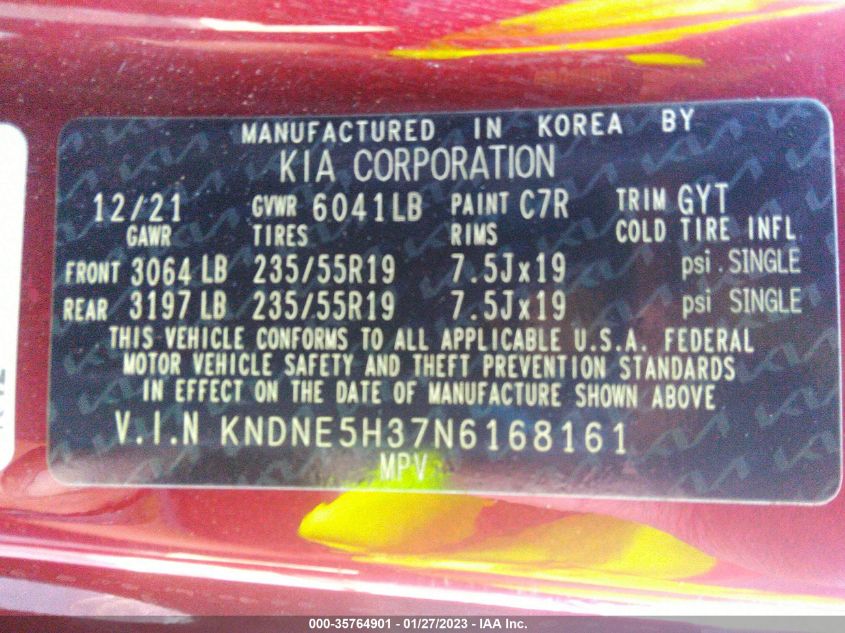 MANUFACTURED IN KOREA BY
KIA CORPORATION
12/21 GVWR 6041LB PAINT C7R TRIM GYT
GAWR TIRES RIMS COLD TIRE INFL
FRONT 3064 LB 235/55R19 7.5Jx19 psi SINGLE
REAR 3197 LB 235/55R19 7.5Jx19 psi SINGLE
THIS VEHICLE CONFORMS TO ALL APPLICABLE U.S.A. FEDERAL
MOTOR VEHICLE SAFETY AND THEFT PREVENTION STANDARDS
IN EFFECT ON THE DATE OF MANUFACTURE SHOWN ABOVE
V.I.N KNDNE5H37N6168161
MPV
000-35764901 - 01/27/2023 - IAA Inc.